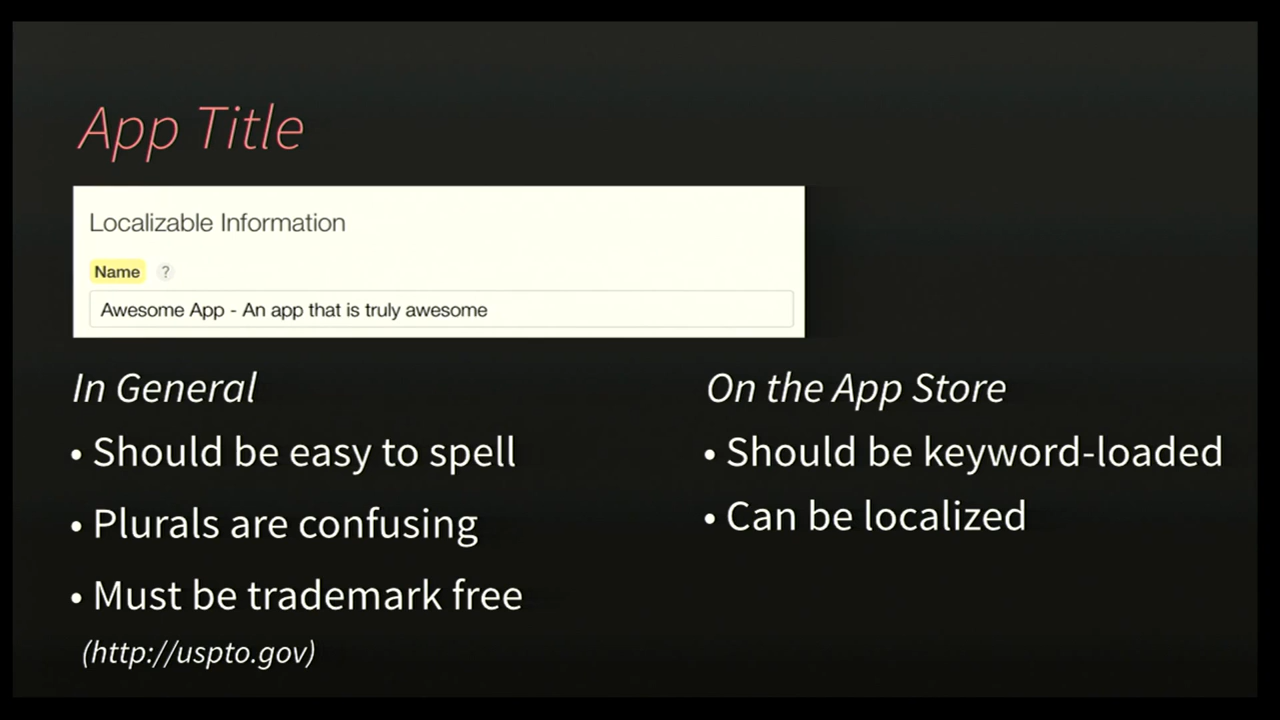 App Title
Localizable Information
Name ?
Awesome App - An app that is truly awesome
In General
• Should be easy to spell
• Plurals are confusing
• Must be trademark free
(http://uspto.gov)
On the App Store
• Should be keyword-loaded
• Can be localized